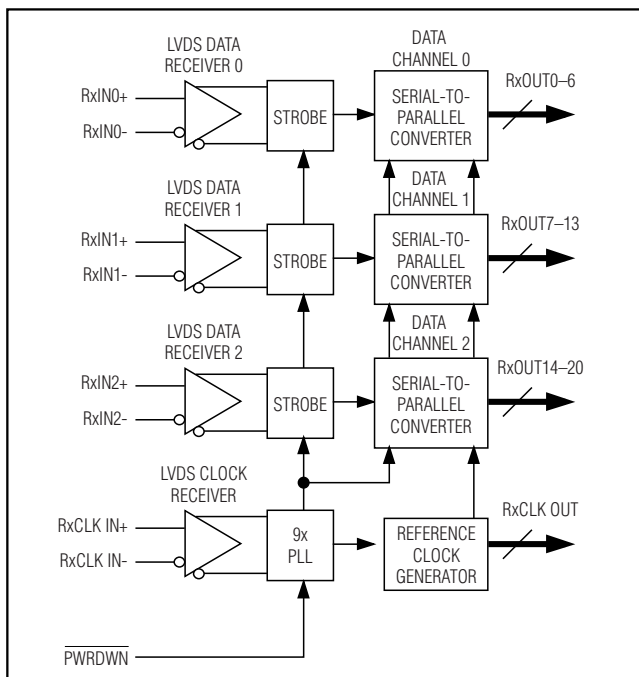 LVDS DATA
RECEIVER 0
DATA
CHANNEL 0
RxIN0+
RxIN0-
STROBE
SERIAL-TO-
PARALLEL
CONVERTER
RxOUT0–6
LVDS DATA
RECEIVER 1
DATA
CHANNEL 1
RxIN1+
RxIN1-
STROBE
SERIAL-TO-
PARALLEL
CONVERTER
RxOUT7–13
LVDS DATA
RECEIVER 2
DATA
CHANNEL 2
RxIN2+
RxIN2-
STROBE
SERIAL-TO-
PARALLEL
CONVERTER
RxOUT14–20
LVDS CLOCK
RECEIVER
RxCLK IN+
RxCLK IN-
9x
PLL
REFERENCE
CLOCK
GENERATOR
RxCLK OUT
PWRDWN